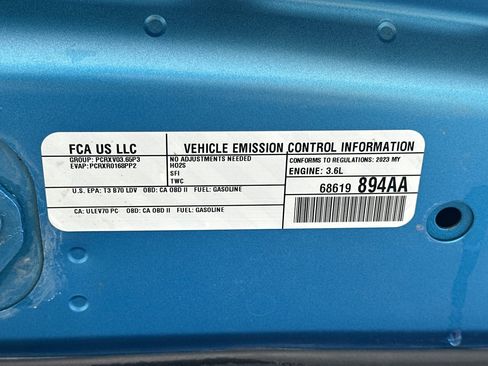 FCA US LLC
GROUP: PCRXV03.65P3
EVAP: PCRXR0168PP2
VEHICLE EMISSION CONTROL INFORMATION
NO ADJUSTMENTS NEEDED
HO2S
SFI
TWC
CONFORMS TO REGULATIONS: 2023 MY
ENGINE: 3.6L
68619 894AA
U.S. EPA: T3 B70 LDV OBD: CA OBD II FUEL: GASOLINE
CA: ULEV70 PC OBD: CA OBD II FUEL: GASOLINE